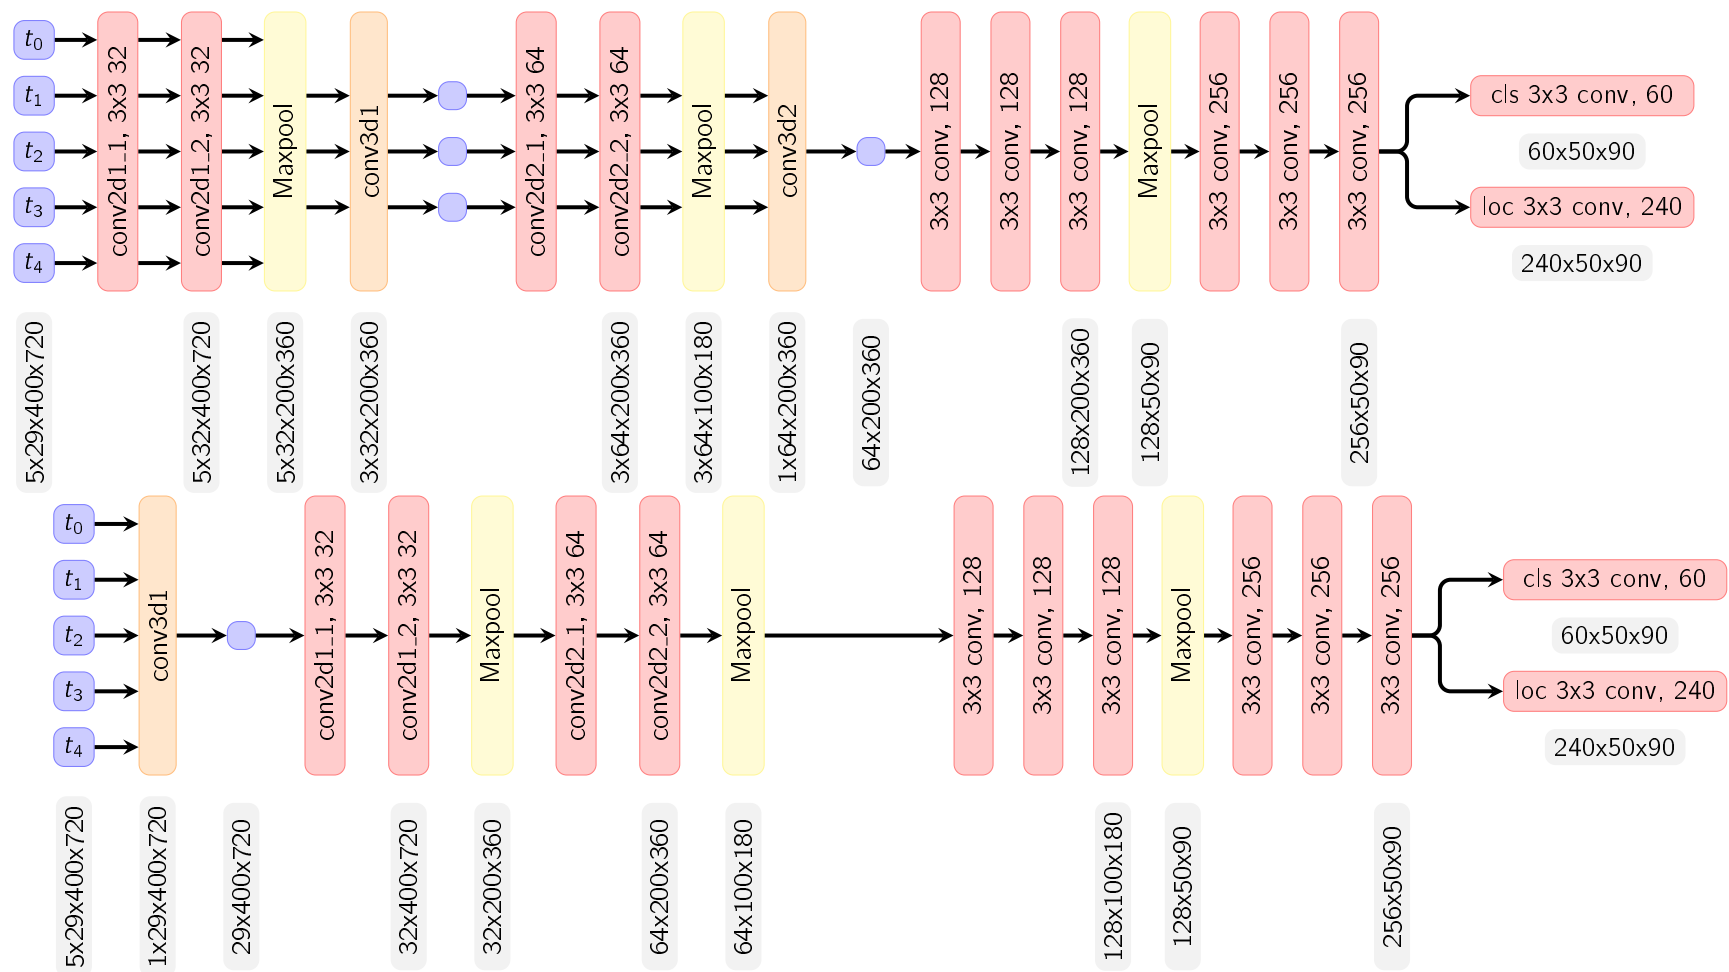 t0
t1
t2
t3
t4
conv2d1_1, 3x3 32
conv2d1_2, 3x3 32
Maxpool
conv3d1
conv2d2_1, 3x3 64
conv2d2_2, 3x3 64
Maxpool
conv3d2
3x3 conv, 128
3x3 conv, 128
3x3 conv, 128
Maxpool
3x3 conv, 256
3x3 conv, 256
3x3 conv, 256
cls 3x3 conv, 60
60x50x90
loc 3x3 conv, 240
240x50x90
5x29x400x720
5x32x400x720
5x32x200x360
3x32x200x360
3x64x200x360
3x64x100x180
1x64x200x360
64x200x360
128x200x360
128x50x90
256x50x90
t0
t1
t2
t3
t4
conv3d1
conv2d1_1, 3x3 32
conv2d1_2, 3x3 32
Maxpool
conv2d2_1, 3x3 64
conv2d2_2, 3x3 64
Maxpool
3x3 conv, 128
3x3 conv, 128
3x3 conv, 128
Maxpool
3x3 conv, 256
3x3 conv, 256
3x3 conv, 256
cls 3x3 conv, 60
60x50x90
loc 3x3 conv, 240
240x50x90
5x29x400x720
1x29x400x720
29x400x720
32x400x720
32x200x360
64x200x360
64x100x180
128x100x180
128x50x90
256x50x90